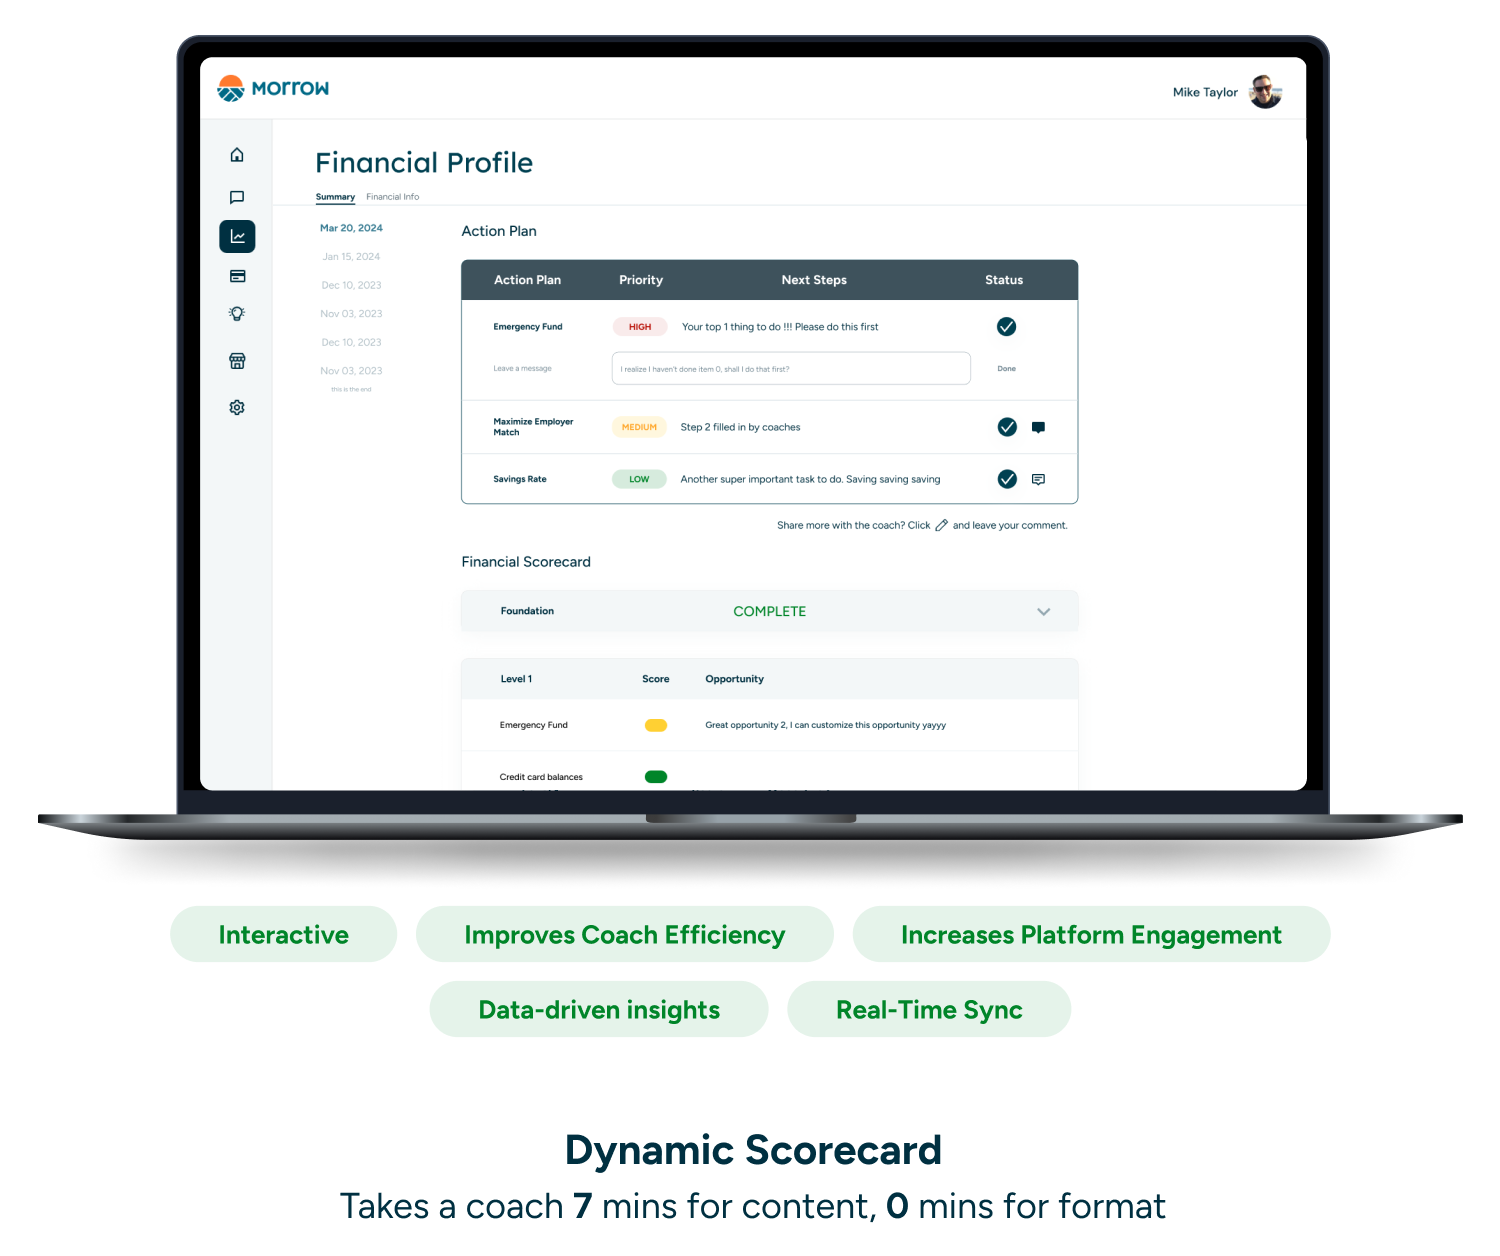 MORROW
Mike Taylor
Financial Profile
Summary Financial Info
Mar 20, 2024
Jan 15, 2024
Dec 10, 2023
Nov 03, 2023
Dec 10, 2023
Nov 03, 2023
this is the end
Action Plan
Action Plan Priority Next Steps Status
Emergency Fund HIGH Your top 1 thing to do !!! Please do this first
Leave a message I realize I haven't done item 0, shall I do that first? Done
Maximize Employer
Match
MEDIUM Step 2 filled in by coaches
Savings Rate LOW Another super important task to do. Saving saving saving
Share more with the coach? Click and leave your comment.
Financial Scorecard
Foundation COMPLETE
Level 1 Score Opportunity
Emergency Fund Great opportunity 2, I can customize this opportunity yayyy
Credit card balances
Interactive Improves Coach Efficiency Increases Platform Engagement
Data-driven insights Real-Time Sync
Dynamic Scorecard
Takes a coach 7 mins for content, 0 mins for format